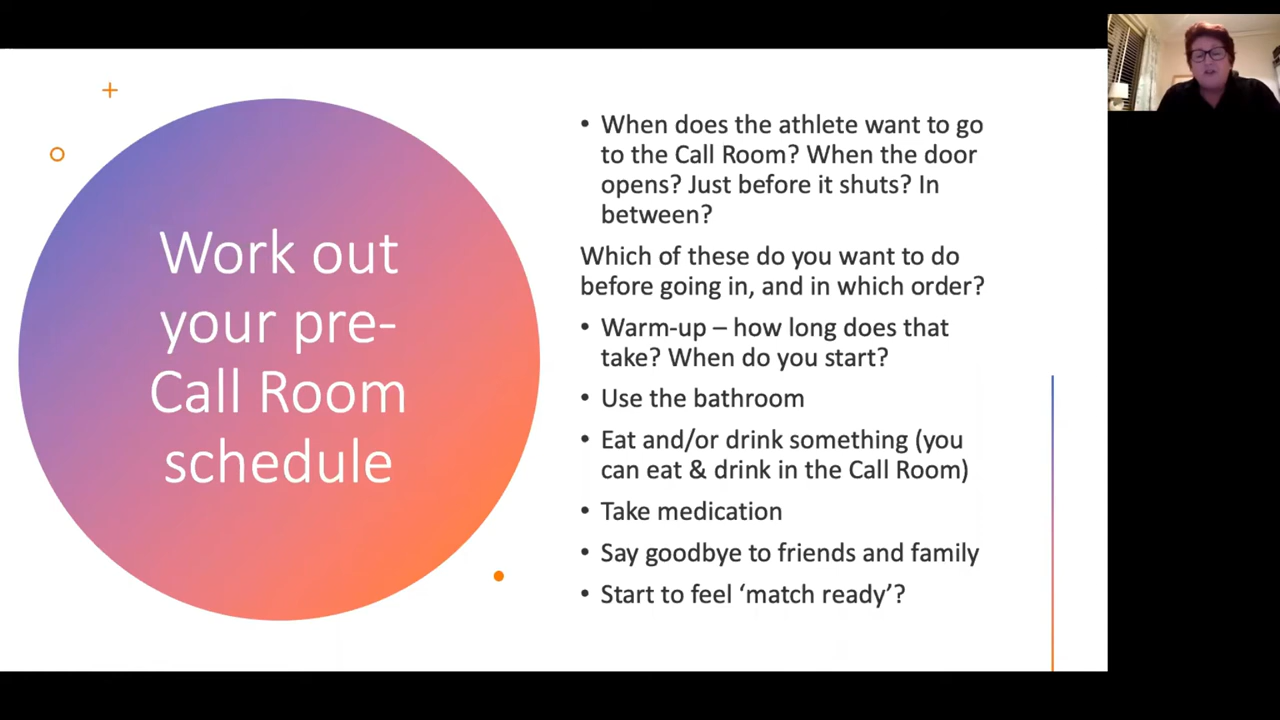 Work out
your pre-
Call Room
schedule
• When does the athlete want to go
to the Call Room? When the door
opens? Just before it shuts? In
between?
Which of these do you want to do
before going in, and in which order?
• Warm-up – how long does that
take? When do you start?
• Use the bathroom
• Eat and/or drink something (you
can eat & drink in the Call Room)
• Take medication
• Say goodbye to friends and family
• Start to feel ‘match ready’?